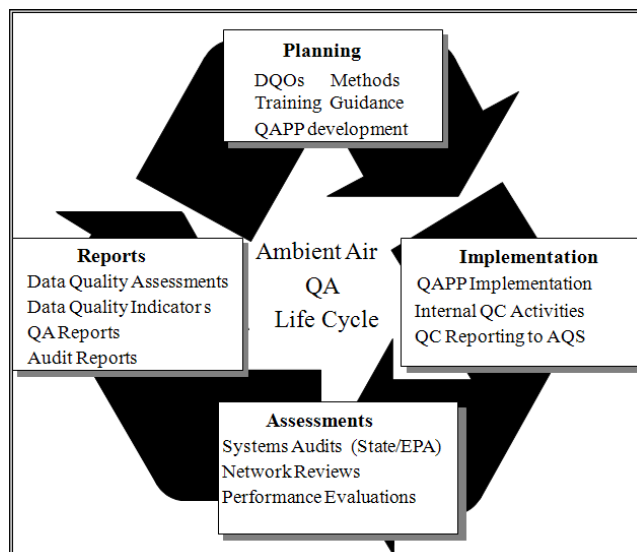 Planning
DQOs Methods
Training Guidance
QAPP development
Reports
Data Quality Assessments
Data Quality Indicators
QA Reports
Audit Reports
Ambient Air
QA
Life Cycle
Implementation
QAPP Implementation
Internal QC Activities
QC Reporting to AQS
Assessments
Systems Audits (State/EPA)
Network Reviews
Performance Evaluations